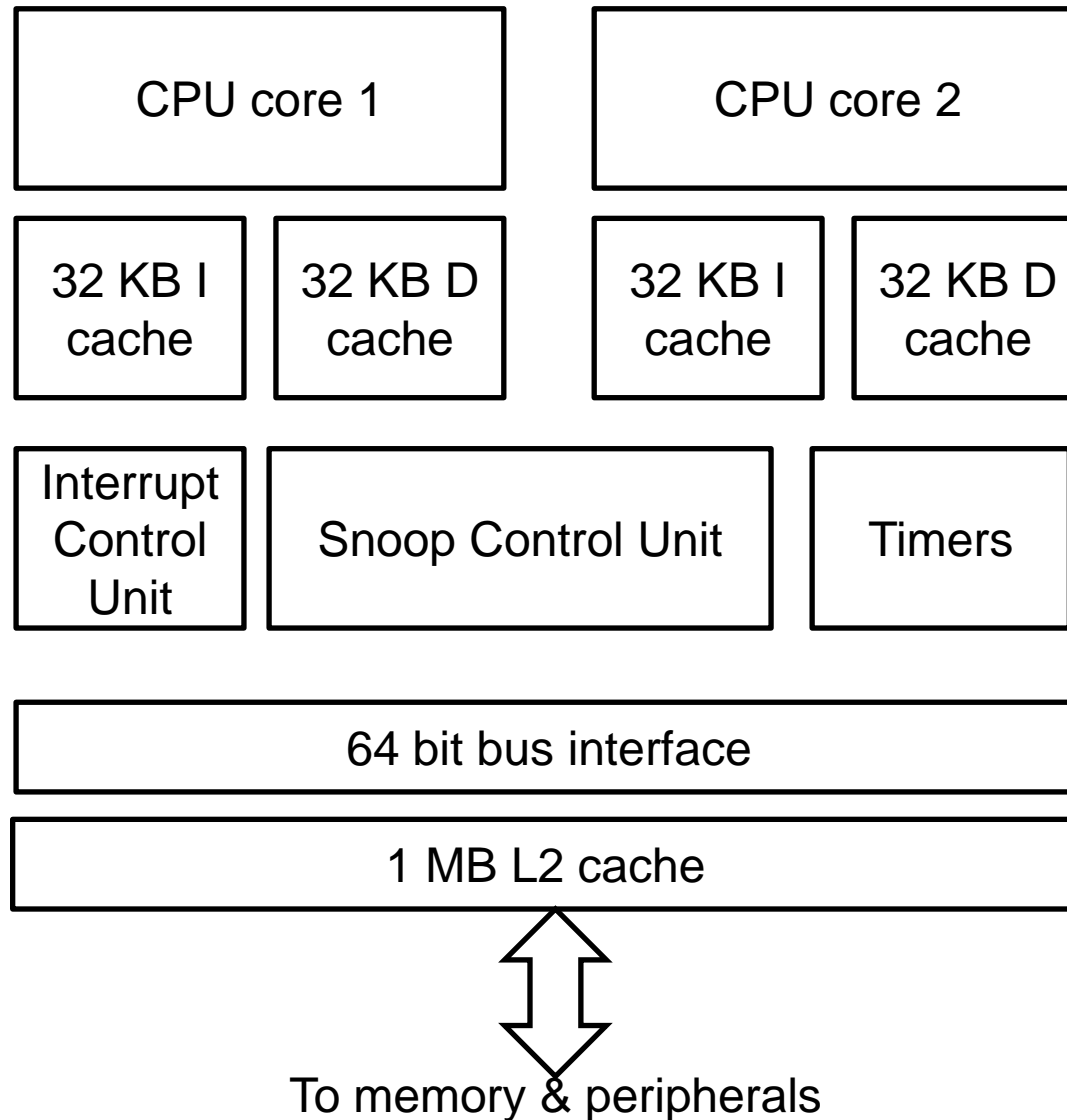 CPU core 1
CPU core 2
32 KB I
cache
32 KB D
cache
32 KB I
cache
32 KB D
cache
Interrupt
Control
Unit
Snoop Control Unit
Timers
64 bit bus interface
1 MB L2 cache
To memory & peripherals